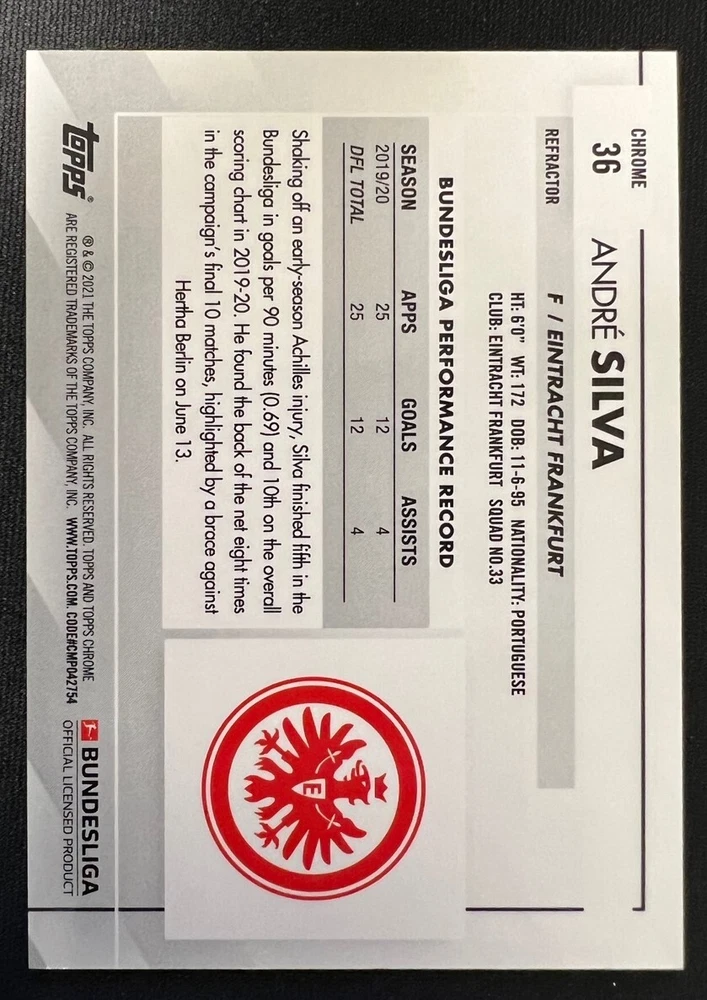 CHROME
36
REFRACTOR
ANDRÉ SILVA
F / EINTRACHT FRANKFURT
HT: 6'0" WT: 172 DOB: 11-6-95 NATIONALITY: PORTUGUESE
CLUB: EINTRACHT FRANKFURT SQUAD NO.33
BUNDESLIGA PERFORMANCE RECORD
SEASON APPS GOALS ASSISTS
2019/20 25 12 4
DFL TOTAL 25 12 4
Shaking off an early-season Achilles injury, Silva finished fifth in the
Bundesliga in goals per 90 minutes (0.69) and 10th on the overall
scoring chart in 2019-20. He found the back of the net eight times
in the campaign's final 10 matches, highlighted by a brace against
Hertha Berlin on June 13.
E
topps®
® & © 2021 THE TOPPS COMPANY, INC. ALL RIGHTS RESERVED. TOPPS AND TOPPS CHROME
ARE REGISTERED TRADEMARKS OF THE TOPPS COMPANY, INC. WWW.TOPPS.COM. CODE#CMP042754
BUNDESLIGA
OFFICIAL LICENSED PRODUCT